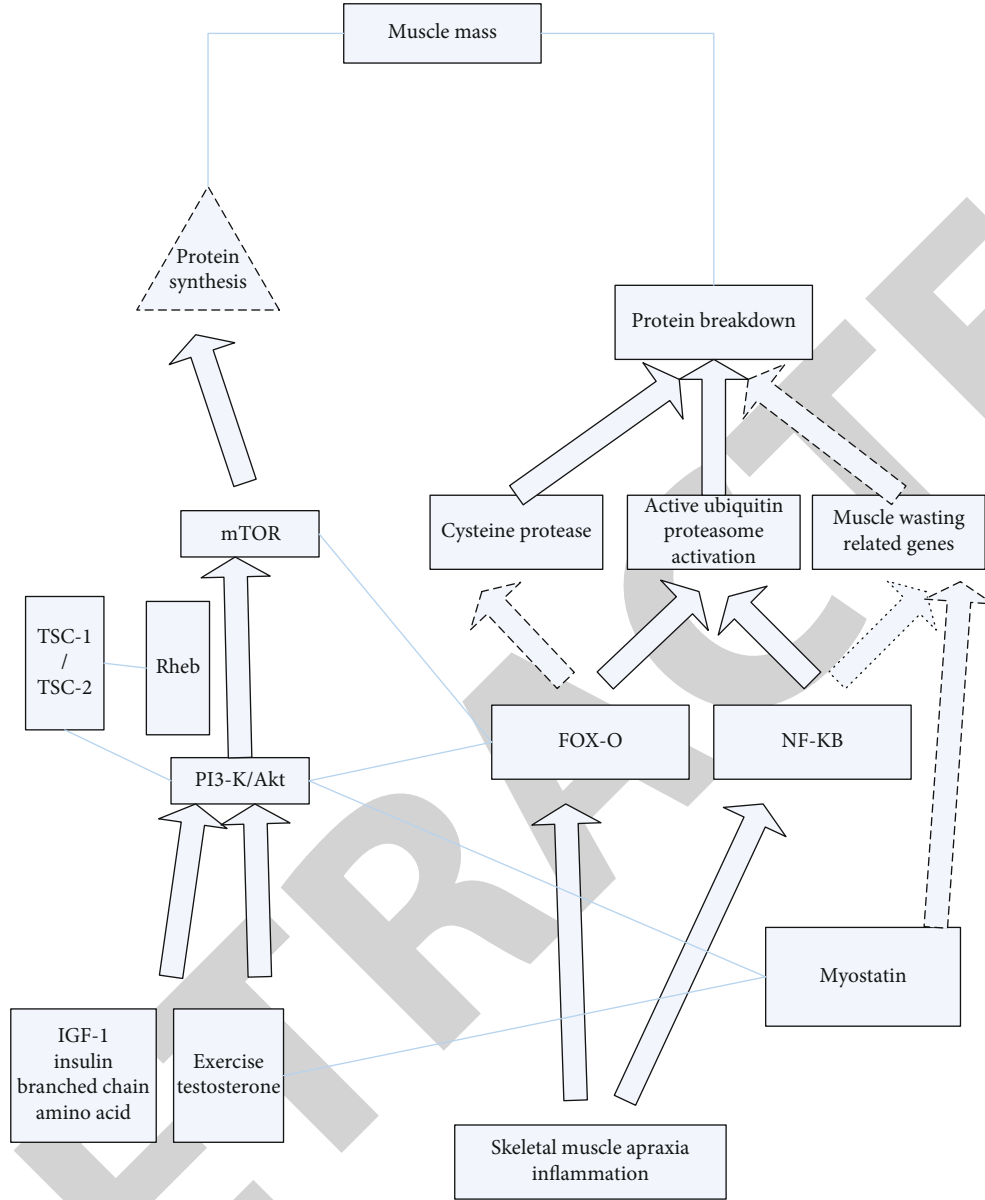 Muscle mass
Protein
synthesis
Protein breakdown
Cysteine protease
Active ubiquitin
proteasome
activation
Muscle wasting
related genes
mTOR
TSC-1
/
TSC-2
Rheb
FOX-O
NF-KB
PI3-K/Akt
Myostatin
IGF-1
insulin
branched chain
amino acid
Exercise
testosterone
Skeletal muscle apraxia
inflammation
ETRACTE